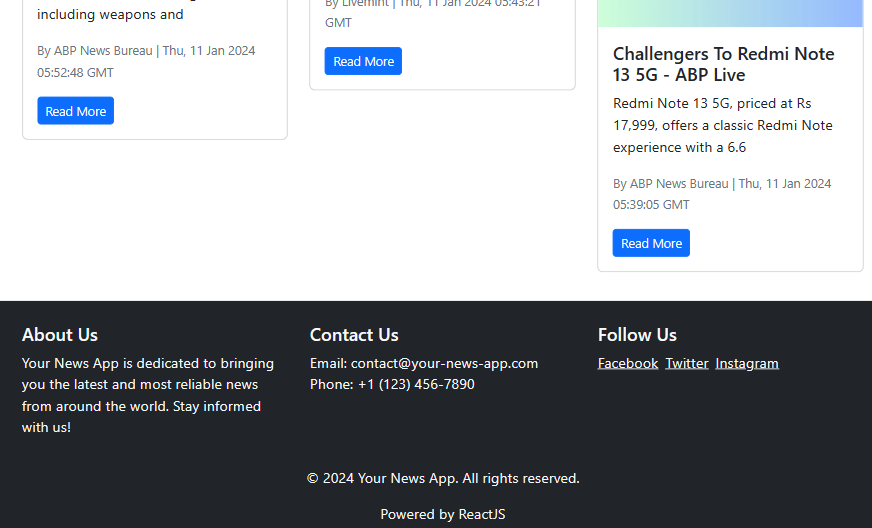 including weapons and
By ABP News Bureau | Thu, 11 Jan 2024
05:52:48 GMT
Read More
By Livemint | Thu, 11 Jan 2024 05:43:21
GMT
Read More
Challengers To Redmi Note
13 5G - ABP Live
Redmi Note 13 5G, priced at Rs
17,999, offers a classic Redmi Note
experience with a 6.6
By ABP News Bureau | Thu, 11 Jan 2024
05:39:05 GMT
Read More
About Us
Your News App is dedicated to bringing
you the latest and most reliable news
from around the world. Stay informed
with us!
Contact Us
Email: contact@your-news-app.com
Phone: +1 (123) 456-7890
Follow Us
Facebook Twitter Instagram
© 2024 Your News App. All rights reserved.
Powered by ReactJS